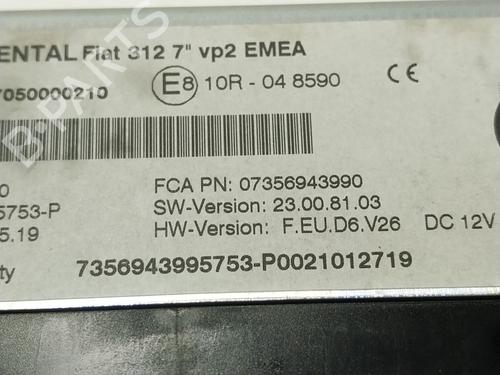 ENTAL Fiat 312 7" vp2 EMEA
7050000210
E8 10R - 04 8590
CE
0
FCA PN: 07356943990
5753-P
SW-Version: 23.00.81.03
5.19
HW-Version: F.EU.D6.V26 DC 12V
ty
7356943995753-P0021012719
B-PARTS